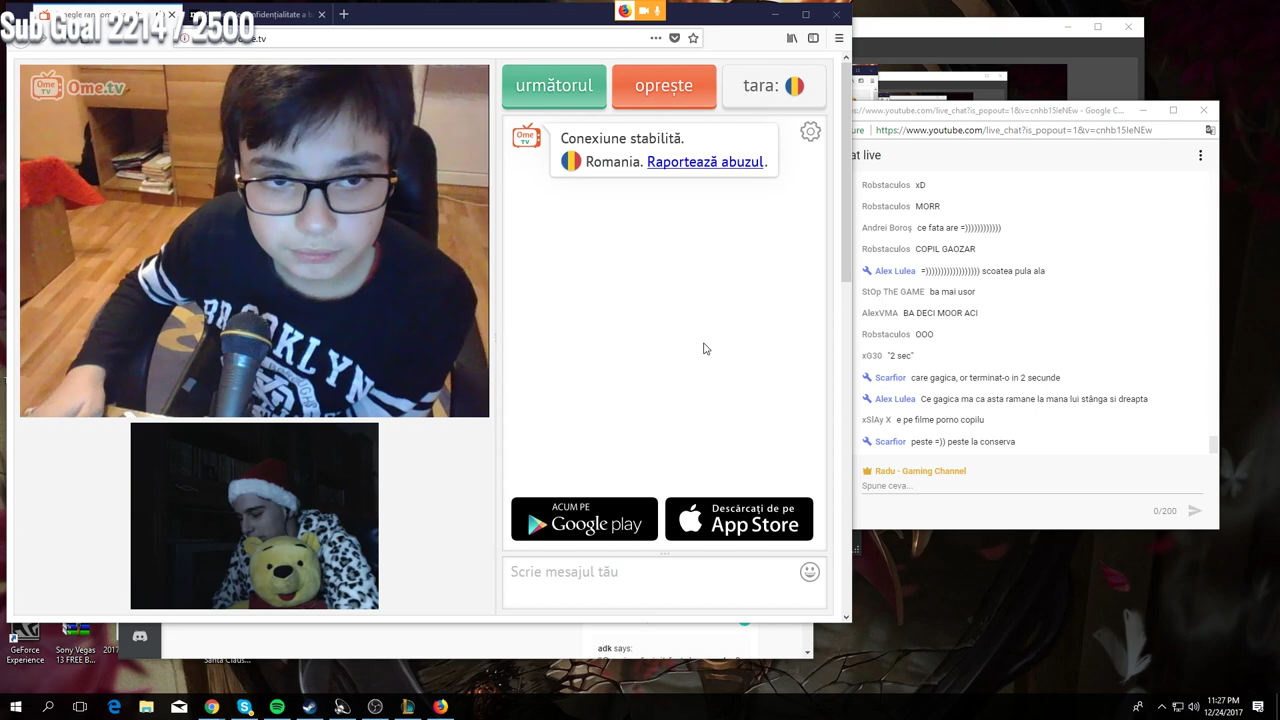 Sub Goal 2214 / 2500
Ome.tv
Ome TV
următorul
oprește
tara:
Conexiune stabilită.
Romania. Raportează abuzul.
ACUM PE
Google play
Descărcați de pe
App Store
Scrie mesajul tău
BROOKLYN
https://www.youtube.com/live_chat?is_popout=1&v=cnhb15leNEw
Robstaculos xD
Robstaculos MORR
Andrei Boroș ce fata are =))))))))))))
Robstaculos COPIL GAOZAR
Alex Lulea =)))))))))))))))))) scoatea pula ala
StOp ThE GAME ba mai usor
AlexVMA BA DECI MOOR ACI
Robstaculos OOO
xG30 "2 sec"
Scarfior care gagica, or terminat-o in 2 secunde
Alex Lulea Ce gagica ma ca asta ramane la mana lui stânga si dreapta
xSlAy X e pe filme porno copilu
Scarfior peste =)) peste la conserva
Radu - Gaming Channel
Spune ceva...
0/200
GeForce
Experience
Sony Vegas
13 FREE B...
Santa Claus...
adk says:
11:27 PM
12/24/2017